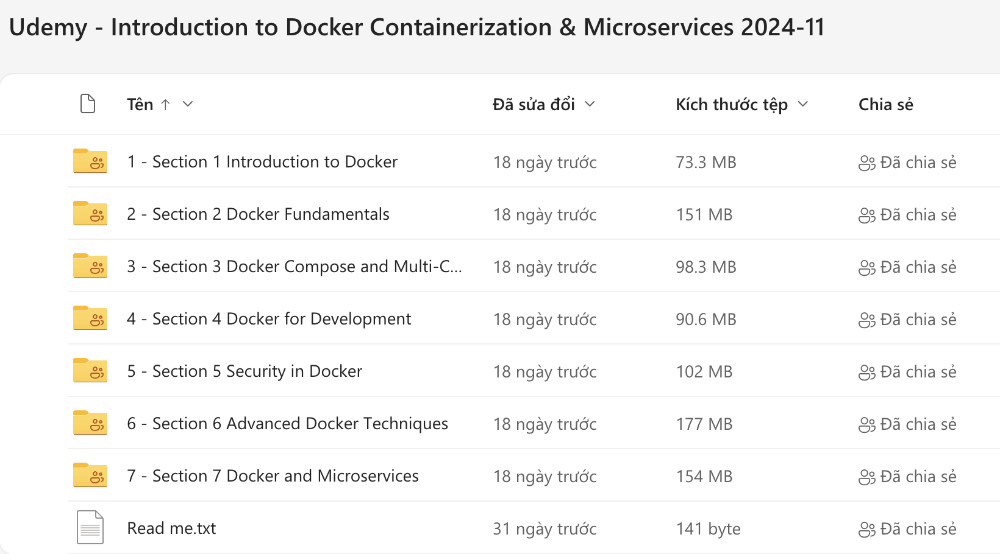 Udemy - Introduction to Docker Containerization & Microservices 2024-11
Tên Đã sửa đổi Kích thước tệp Chia sẻ
1 - Section 1 Introduction to Docker 18 ngày trước 73.3 MB Đã chia sẻ
2 - Section 2 Docker Fundamentals 18 ngày trước 151 MB Đã chia sẻ
3 - Section 3 Docker Compose and Multi-C... 18 ngày trước 98.3 MB Đã chia sẻ
4 - Section 4 Docker for Development 18 ngày trước 90.6 MB Đã chia sẻ
5 - Section 5 Security in Docker 18 ngày trước 102 MB Đã chia sẻ
6 - Section 6 Advanced Docker Techniques 18 ngày trước 177 MB Đã chia sẻ
7 - Section 7 Docker and Microservices 18 ngày trước 154 MB Đã chia sẻ
Read me.txt 31 ngày trước 141 byte Đã chia sẻ